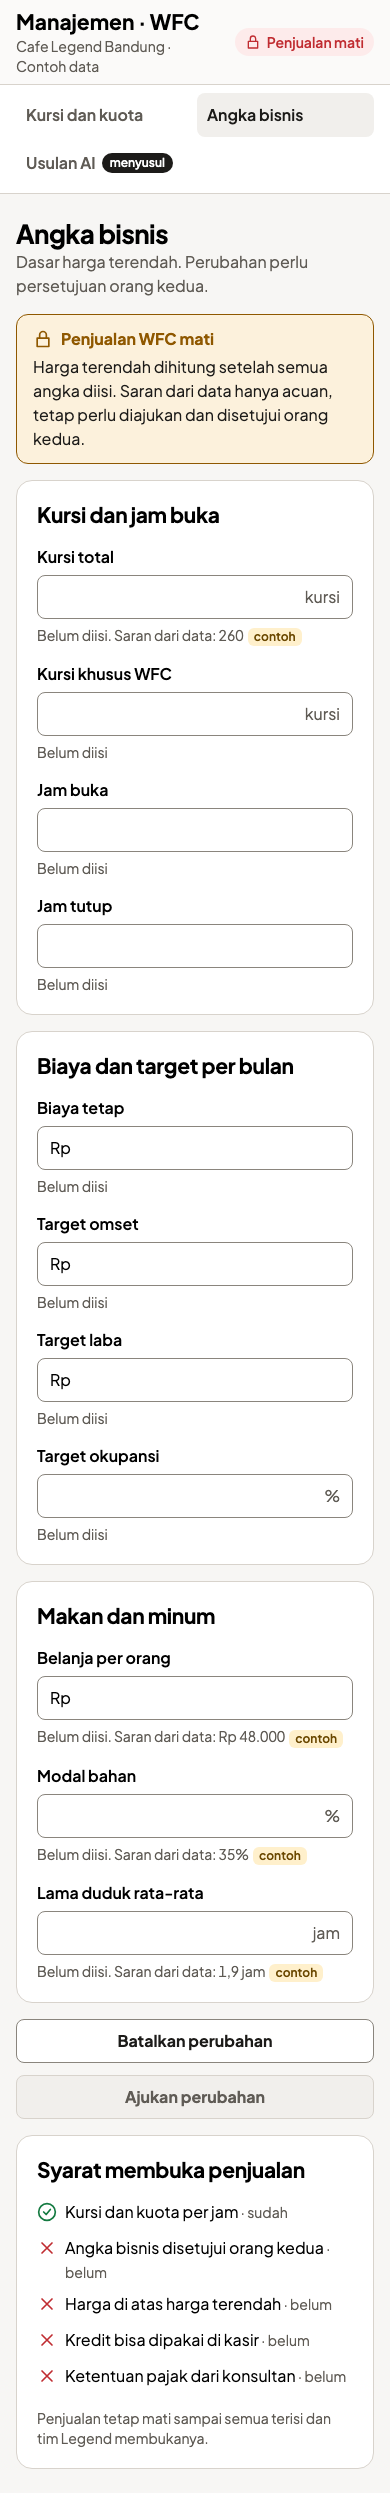 Manajemen · WFC
Cafe Legend Bandung ·
Contoh data
Penjualan mati
Kursi dan kuota
Angka bisnis
Usulan AI menyusul
Angka bisnis
Dasar harga terendah. Perubahan perlu
persetujuan orang kedua.
Penjualan WFC mati
Harga terendah dihitung setelah semua
angka diisi. Saran dari data hanya acuan,
tetap perlu diajukan dan disetujui orang
kedua.
Kursi dan jam buka
Kursi total
kursi
Belum diisi. Saran dari data: 260 contoh
Kursi khusus WFC
kursi
Belum diisi
Jam buka
Belum diisi
Jam tutup
Belum diisi
Biaya dan target per bulan
Biaya tetap
Rp
Belum diisi
Target omset
Rp
Belum diisi
Target laba
Rp
Belum diisi
Target okupansi
%
Belum diisi
Makan dan minum
Belanja per orang
Rp
Belum diisi. Saran dari data: Rp 48.000 contoh
Modal bahan
%
Belum diisi. Saran dari data: 35% contoh
Lama duduk rata-rata
jam
Belum diisi. Saran dari data: 1,9 jam contoh
Batalkan perubahan
Ajukan perubahan
Syarat membuka penjualan
Kursi dan kuota per jam · sudah
Angka bisnis disetujui orang kedua ·
belum
Harga di atas harga terendah · belum
Kredit bisa dipakai di kasir · belum
Ketentuan pajak dari konsultan · belum
Penjualan tetap mati sampai semua terisi dan
tim Legend membukanya.